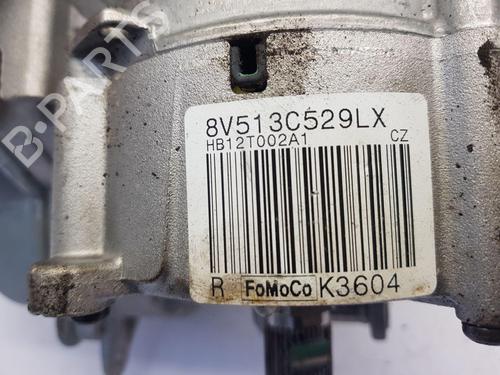 B-PARTS
8V513C529LX
HB12T002A1 CZ
R FoMoCo K3604